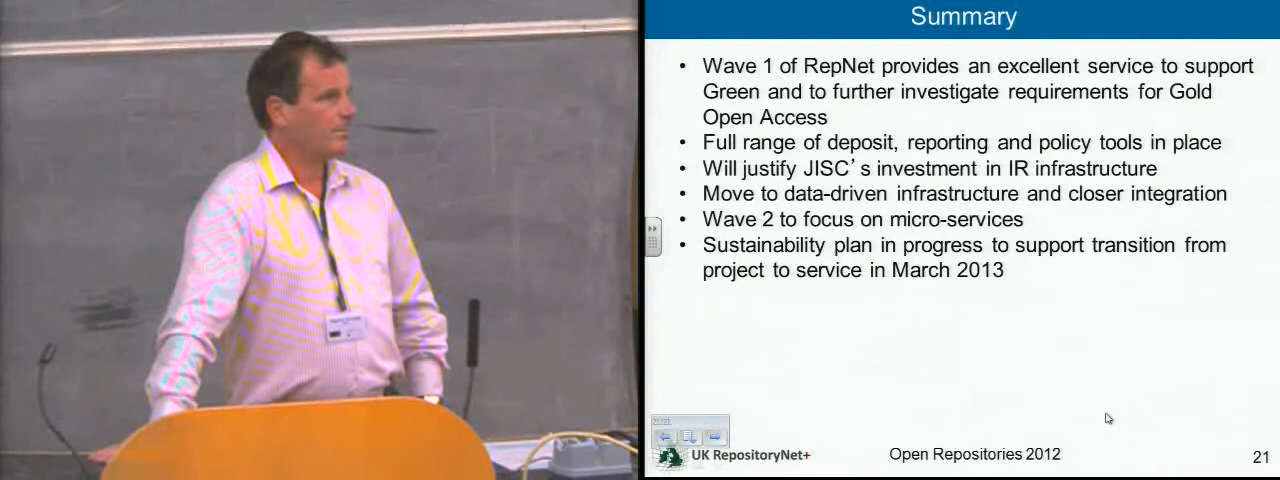 Summary
• Wave 1 of RepNet provides an excellent service to support
Green and to further investigate requirements for Gold
Open Access
• Full range of deposit, reporting and policy tools in place
• Will justify JISC's investment in IR infrastructure
• Move to data-driven infrastructure and closer integration
• Wave 2 to focus on micro-services
• Sustainability plan in progress to support transition from
project to service in March 2013
21/21
UK RepositoryNet+
Open Repositories 2012
21